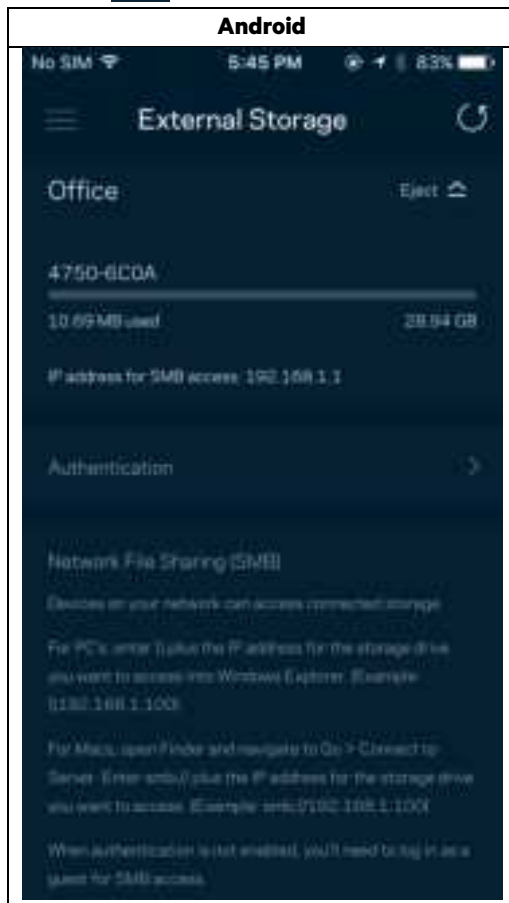 Android
No SIM 5:45 PM 83%
External Storage
Office Eject
4750-6C0A
10.69 MB used 28.94 GB
IP address for SMB access: 192.168.1.1
Authentication
Network File Sharing (SMB)
Devices on your network can access connected storage.
For PC's, enter \\ plus the IP address for the storage drive
you want to access into Windows Explorer. (Example:
\\192.168.1.100)
For Macs, open Finder and navigate to Go > Connect to
Server. Enter smb:// plus the IP address for the storage drive
you want to access. (Example: smb://192.168.1.100)
When authentication is not enabled, you'll need to log in as a
guest for SMB access.